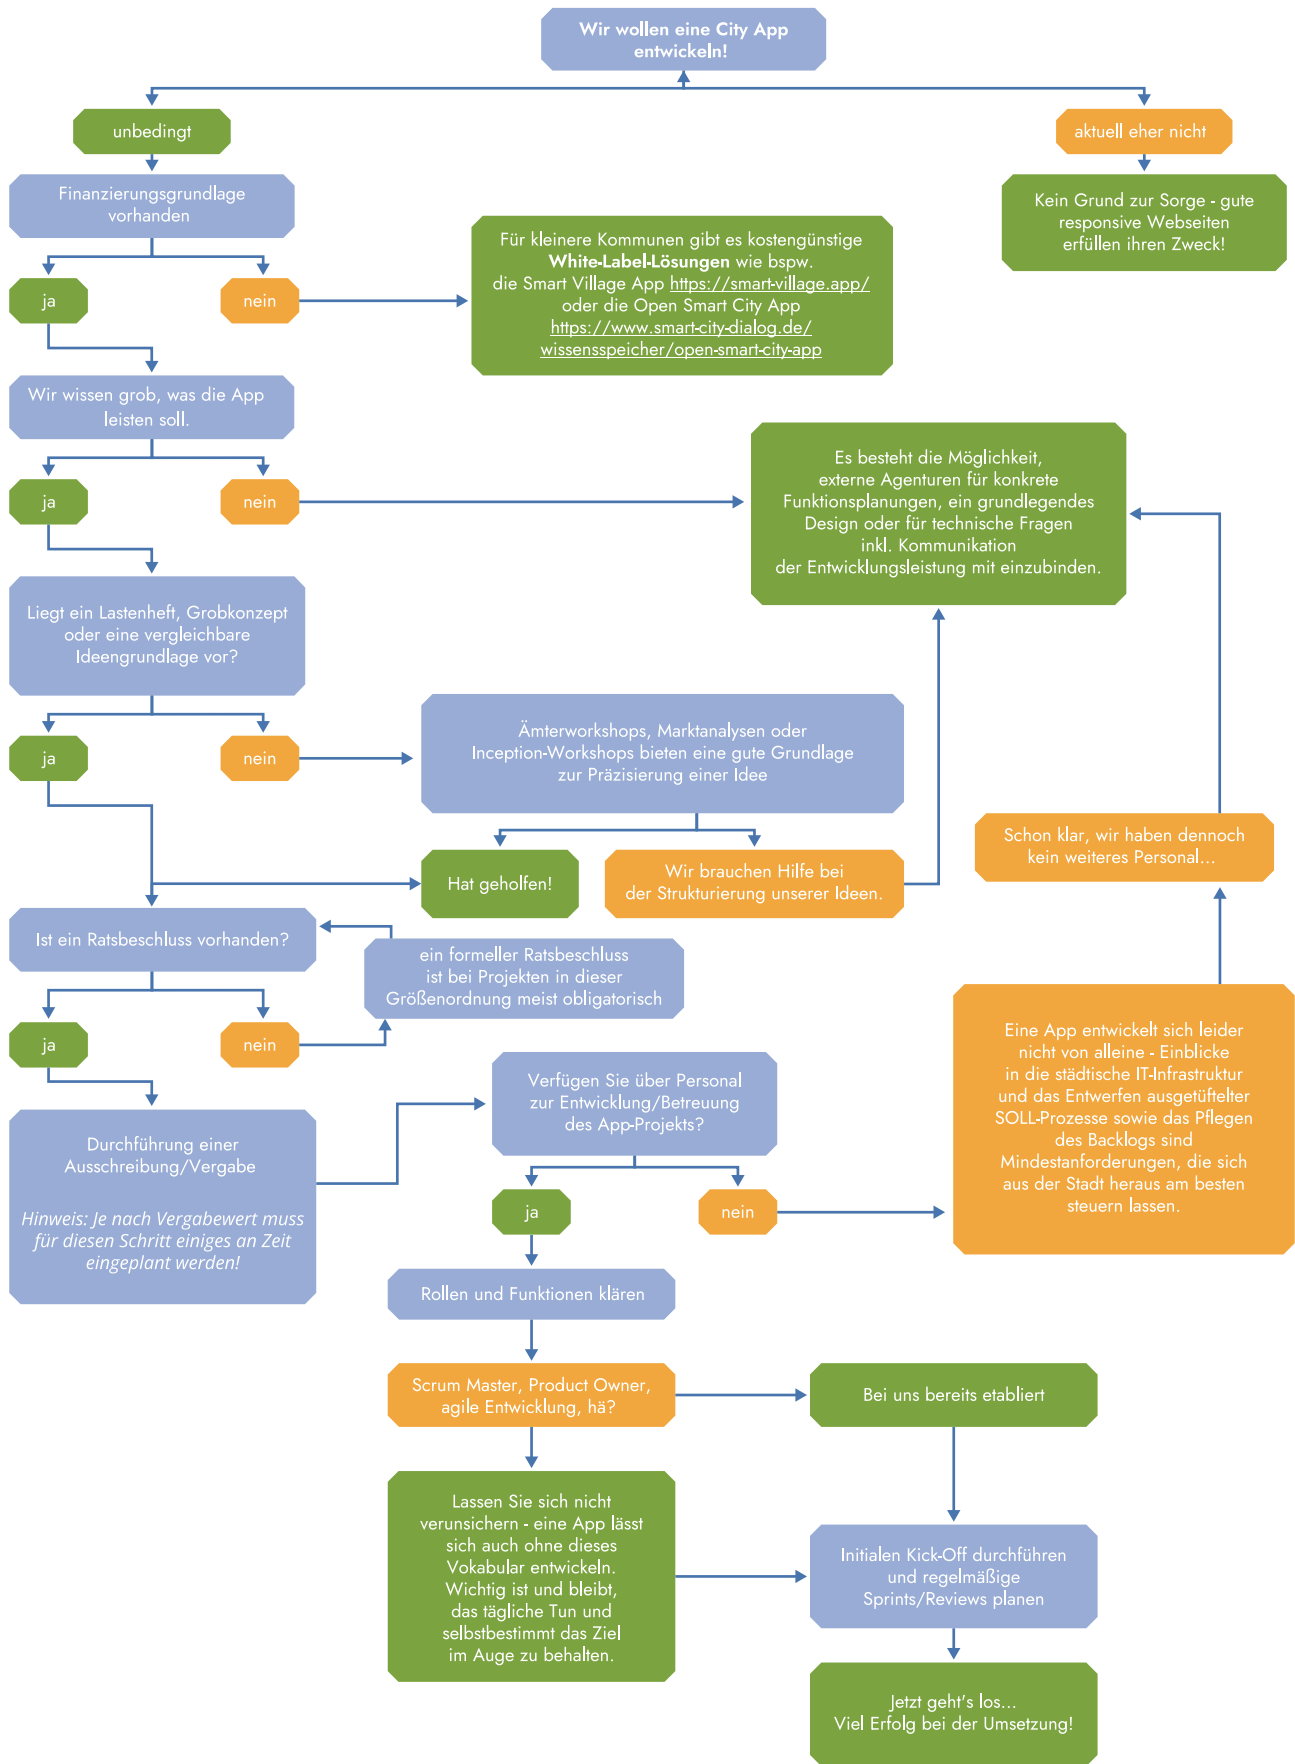 Wir wollen eine City App
entwickeln!
unbedingt
aktuell eher nicht
Finanzierungsgrundlage
vorhanden
Kein Grund zur Sorge - gute
responsive Webseiten
erfüllen ihren Zweck!
ja
nein
Für kleinere Kommunen gibt es kostengünstige
White-Label-Lösungen wie bspw.
die Smart Village App https://smart-village.app/
oder die Open Smart City App
https://www.smart-city-dialog.de/
wissensspeicher/open-smart-city-app
Wir wissen grob, was die App
leisten soll.
ja
nein
Es besteht die Möglichkeit,
externe Agenturen für konkrete
Funktionsplanungen, ein grundlegendes
Design oder für technische Fragen
inkl. Kommunikation
der Entwicklungsleistung mit einzubinden.
Liegt ein Lastenheft, Grobkonzept
oder eine vergleichbare
Ideengrundlage vor?
ja
nein
Ämterworkshops, Marktanalysen oder
Inception-Workshops bieten eine gute Grundlage
zur Präzisierung einer Idee
Hat geholfen!
Wir brauchen Hilfe bei
der Strukturierung unserer Ideen.
Schon klar, wir haben dennoch
kein weiteres Personal...
Ist ein Ratsbeschluss vorhanden?
ein formeller Ratsbeschluss
ist bei Projekten in dieser
Größenordnung meist obligatorisch
ja
nein
Eine App entwickelt sich leider
nicht von alleine - Einblicke
in die städtische IT-Infrastruktur
und das Entwerfen ausgetüftelter
SOLL-Prozesse sowie das Pflegen
des Backlogs sind
Mindestanforderungen, die sich
aus der Stadt heraus am besten
steuern lassen.
Verfügen Sie über Personal
zur Entwicklung/Betreuung
des App-Projekts?
Durchführung einer
Ausschreibung/Vergabe
Hinweis: Je nach Vergabewert muss
für diesen Schritt einiges an Zeit
eingeplant werden!
ja
nein
Rollen und Funktionen klären
Scrum Master, Product Owner,
agile Entwicklung, hä?
Bei uns bereits etabliert
Lassen Sie sich nicht
verunsichern - eine App lässt
sich auch ohne dieses
Vokabular entwickeln.
Wichtig ist und bleibt,
das tägliche Tun und
selbstbestimmt das Ziel
im Auge zu behalten.
Initialen Kick-Off durchführen
und regelmäßige
Sprints/Reviews planen
Jetzt geht's los...
Viel Erfolg bei der Umsetzung!